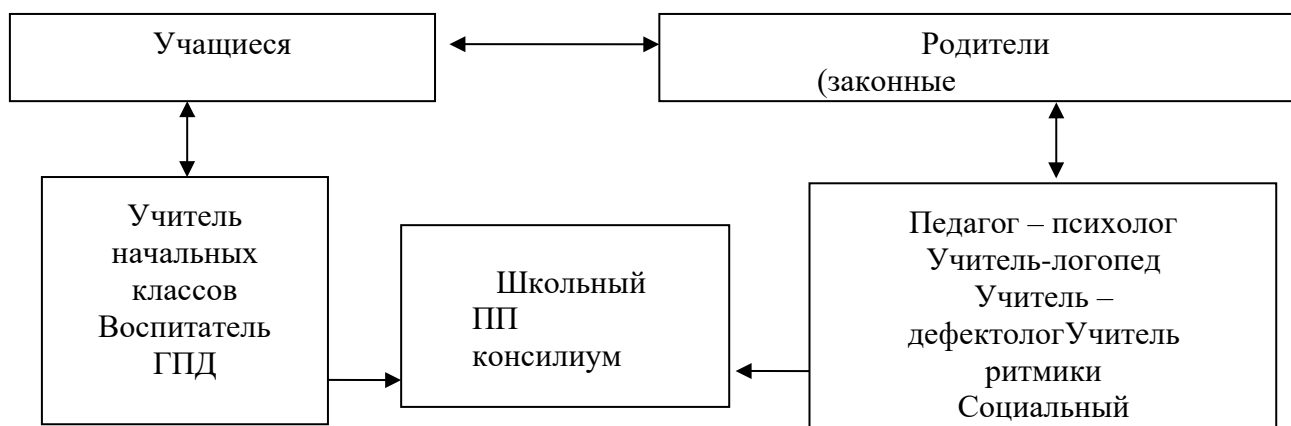 Учащиеся
Родители
(законные
Учитель
начальных
классов
Воспитатель
ГПД
Школьный
ПП
консилиум
Педагог – психолог
Учитель-логопед
Учитель –
дефектологУчитель
ритмики
Социальный